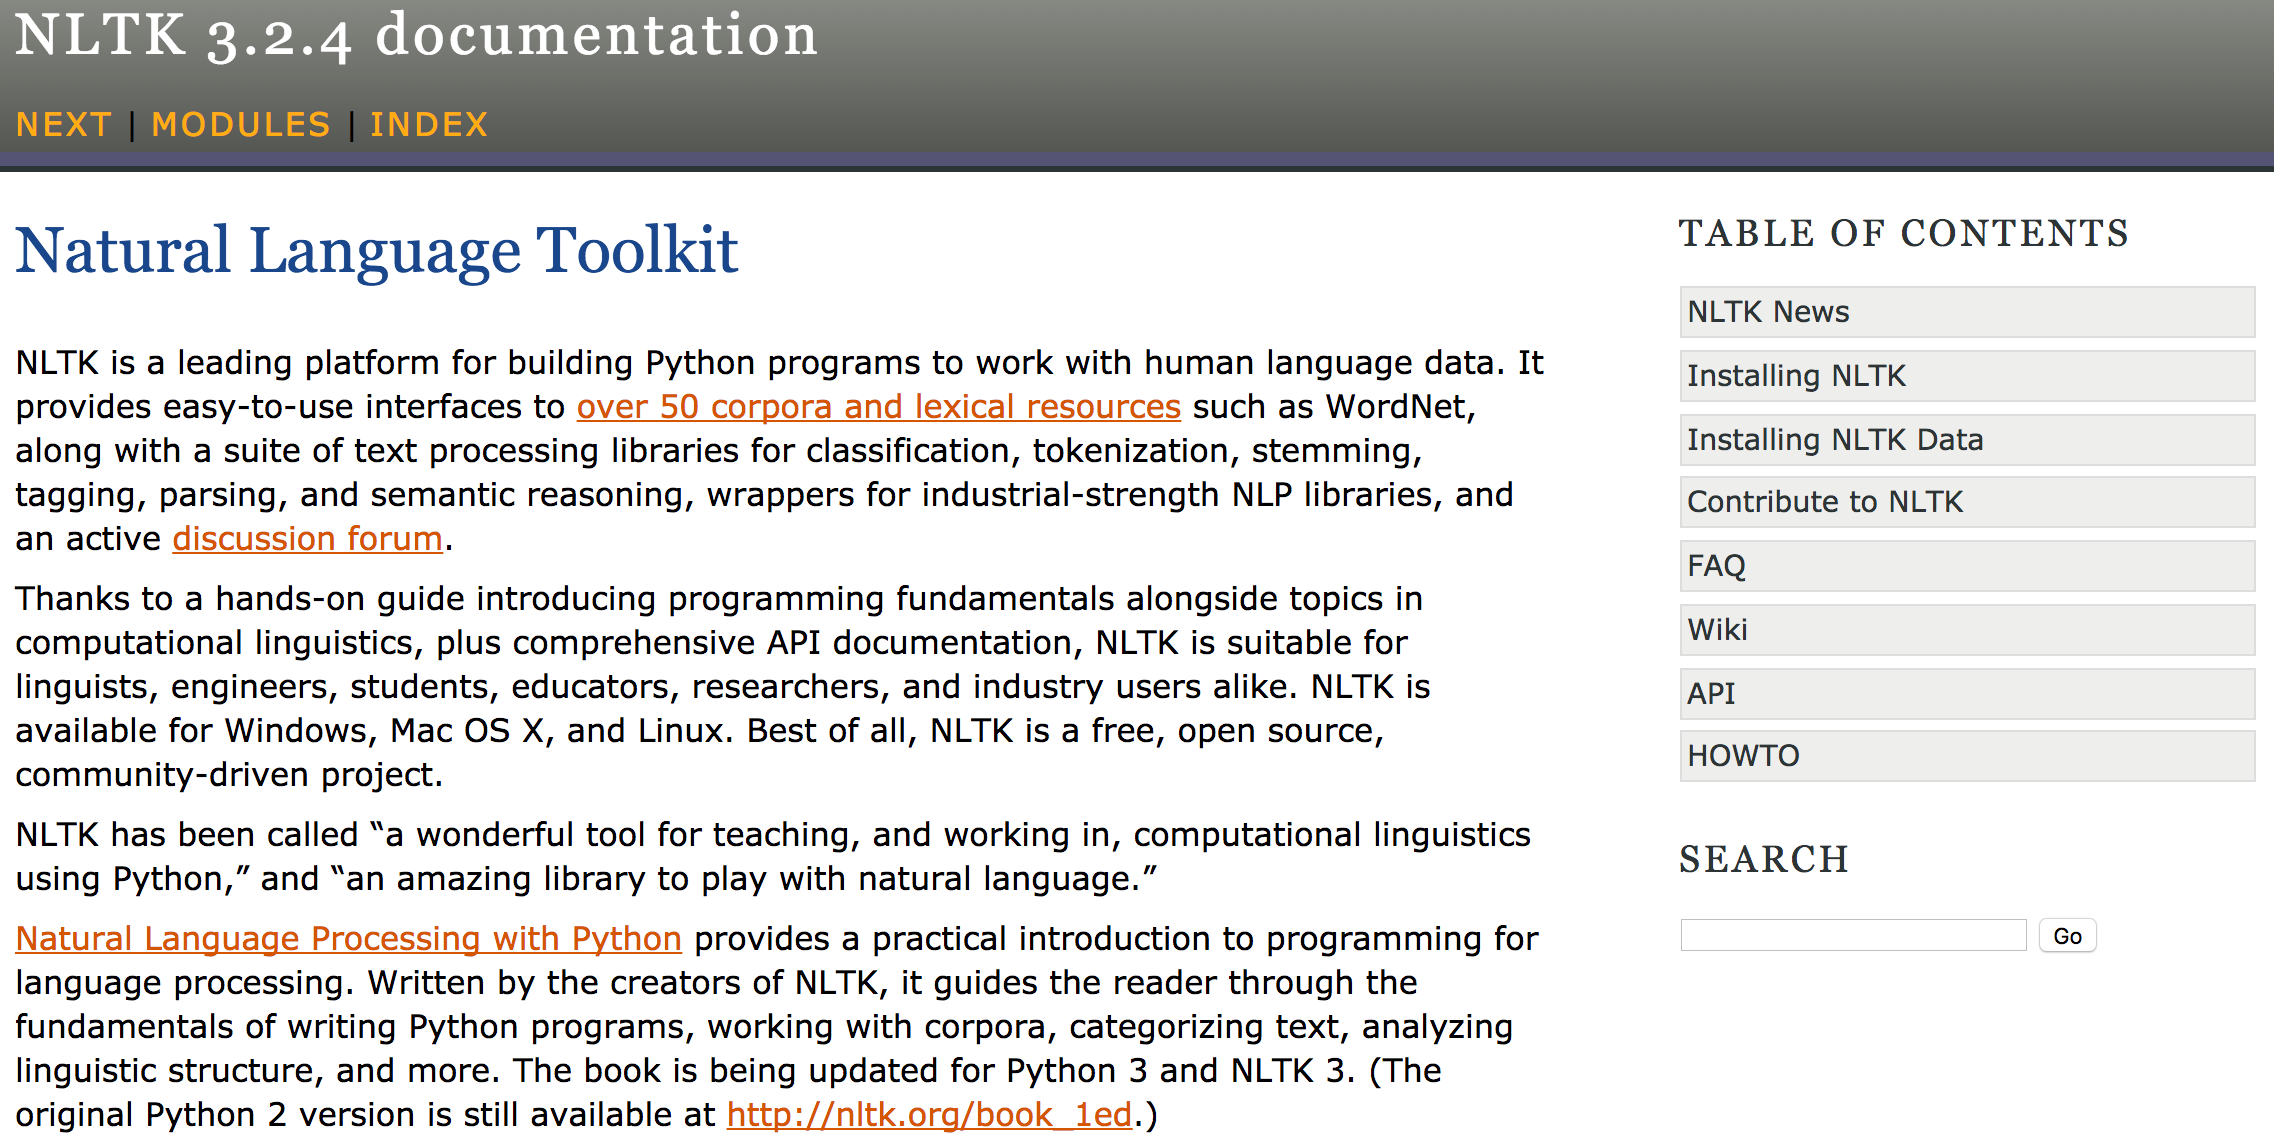 NLTK 3.2.4 documentation
NEXT | MODULES | INDEX
Natural Language Toolkit
NLTK is a leading platform for building Python programs to work with human language data. It
provides easy-to-use interfaces to over 50 corpora and lexical resources such as WordNet,
along with a suite of text processing libraries for classification, tokenization, stemming,
tagging, parsing, and semantic reasoning, wrappers for industrial-strength NLP libraries, and
an active discussion forum.
Thanks to a hands-on guide introducing programming fundamentals alongside topics in
computational linguistics, plus comprehensive API documentation, NLTK is suitable for
linguists, engineers, students, educators, researchers, and industry users alike. NLTK is
available for Windows, Mac OS X, and Linux. Best of all, NLTK is a free, open source,
community-driven project.
NLTK has been called “a wonderful tool for teaching, and working in, computational linguistics
using Python,” and “an amazing library to play with natural language.”
Natural Language Processing with Python provides a practical introduction to programming for
language processing. Written by the creators of NLTK, it guides the reader through the
fundamentals of writing Python programs, working with corpora, categorizing text, analyzing
linguistic structure, and more. The book is being updated for Python 3 and NLTK 3. (The
original Python 2 version is still available at http://nltk.org/book_1ed.)
TABLE OF CONTENTS
NLTK News
Installing NLTK
Installing NLTK Data
Contribute to NLTK
FAQ
Wiki
API
HOWTO
SEARCH
Go